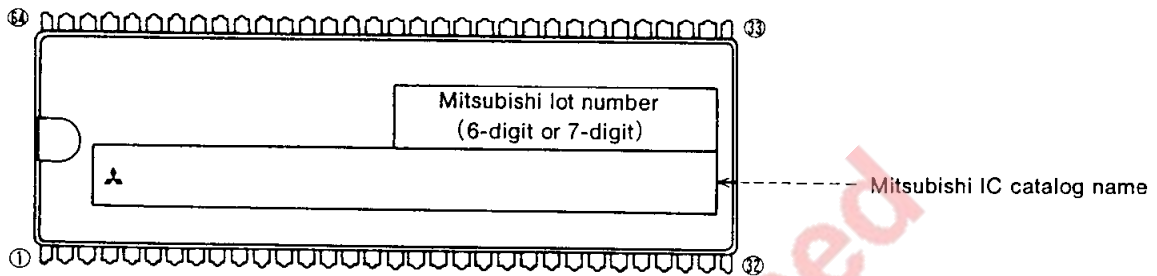 64
33
Mitsubishi lot number
(6-digit or 7-digit)
Mitsubishi IC catalog name
1
32